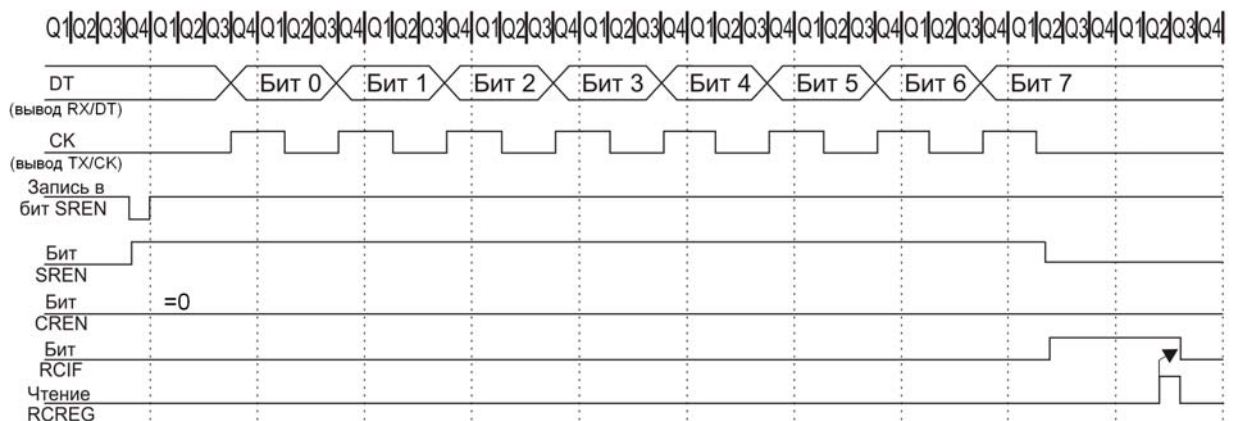 Q1|Q2|Q3|Q4|Q1|Q2|Q3|Q4|Q1|Q2|Q3|Q4|Q1|Q2|Q3|Q4|Q1|Q2|Q3|Q4|Q1|Q2|Q3|Q4|Q1|Q2|Q3|Q4|Q1|Q2|Q3|Q4|Q1|Q2|Q3|Q4|Q1|Q2|Q3|Q4|Q1|Q2|Q3|Q4
DT Бит 0 Бит 1 Бит 2 Бит 3 Бит 4 Бит 5 Бит 6 Бит 7
(вывод RX/DT)
CK
(вывод TX/CK)
Запись в
бит SREN
Бит
SREN
Бит =0
CREN
Бит
RCIF
Чтение
RCREG